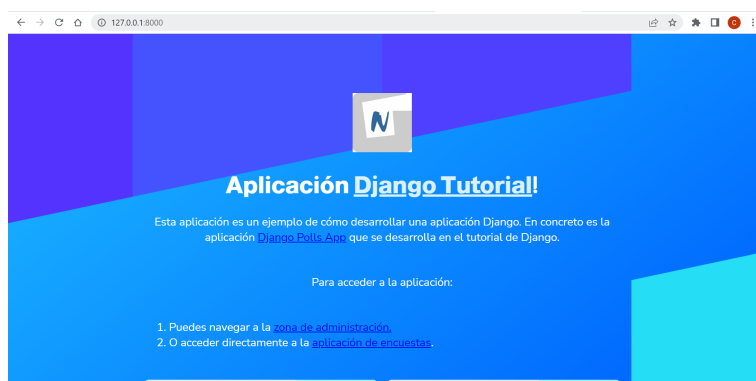 127.0.0.1:8000
C
N
Aplicación Django Tutorial!
Esta aplicación es un ejemplo de cómo desarrollar una aplicación Django. En concreto es la
aplicación Django Polls App que se desarrolla en el tutorial de Django.
Para acceder a la aplicación:
1. Puedes navegar a la zona de administración.
2. O acceder directamente a la aplicación de encuestas.